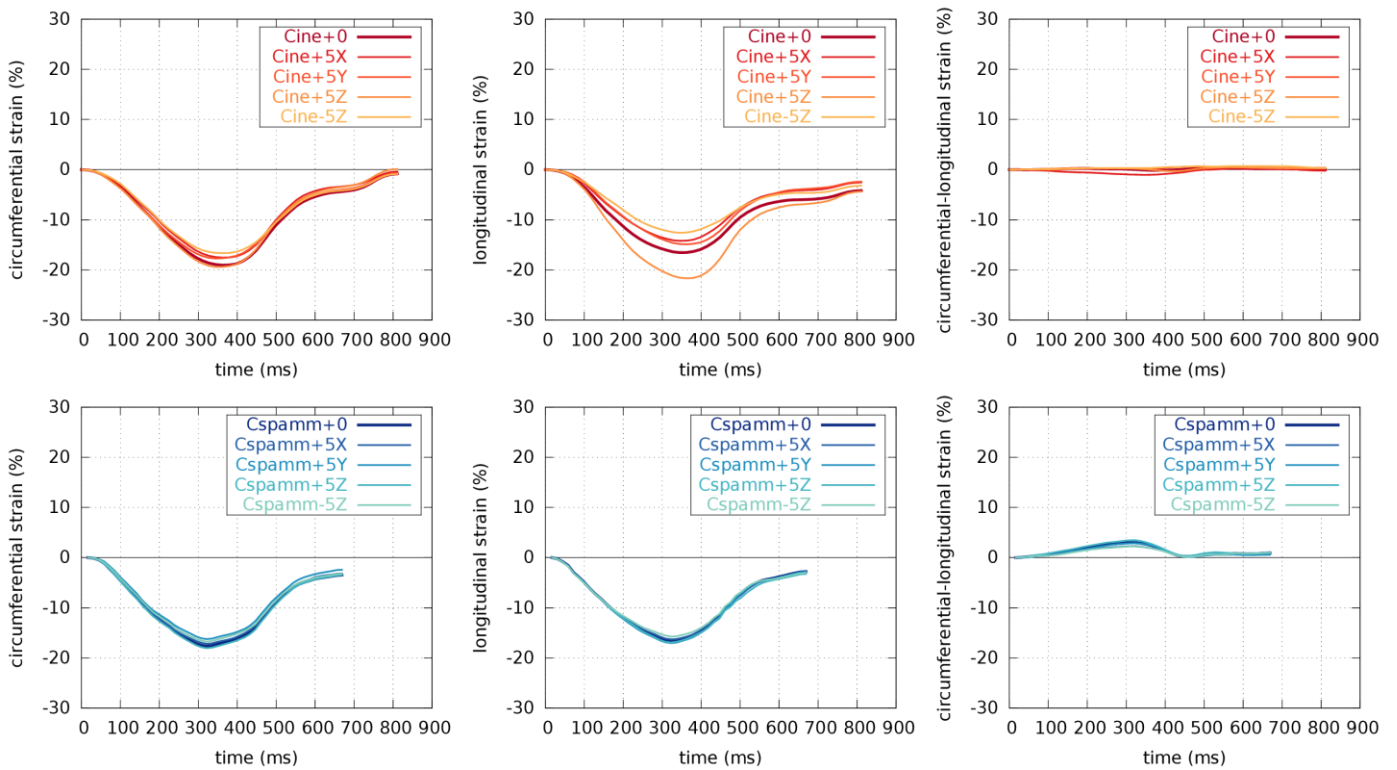 30
20
10
0
-10
-20
-30
circumferential strain (%)
Cine+0
Cine+5X
Cine+5Y
Cine+5Z
Cine-5Z
0 100 200 300 400 500 600 700 800 900
time (ms)
30
20
10
0
-10
-20
-30
longitudinal strain (%)
Cine+0
Cine+5X
Cine+5Y
Cine+5Z
Cine-5Z
0 100 200 300 400 500 600 700 800 900
time (ms)
30
20
10
0
-10
-20
-30
circumferential-longitudinal strain (%)
Cine+0
Cine+5X
Cine+5Y
Cine+5Z
Cine-5Z
0 100 200 300 400 500 600 700 800 900
time (ms)
30
20
10
0
-10
-20
-30
circumferential strain (%)
Cspamm+0
Cspamm+5X
Cspamm+5Y
Cspamm+5Z
Cspamm-5Z
0 100 200 300 400 500 600 700 800 900
time (ms)
30
20
10
0
-10
-20
-30
longitudinal strain (%)
Cspamm+0
Cspamm+5X
Cspamm+5Y
Cspamm+5Z
Cspamm-5Z
0 100 200 300 400 500 600 700 800 900
time (ms)
30
20
10
0
-10
-20
-30
circumferential-longitudinal strain (%)
Cspamm+0
Cspamm+5X
Cspamm+5Y
Cspamm+5Z
Cspamm-5Z
0 100 200 300 400 500 600 700 800 900
time (ms)